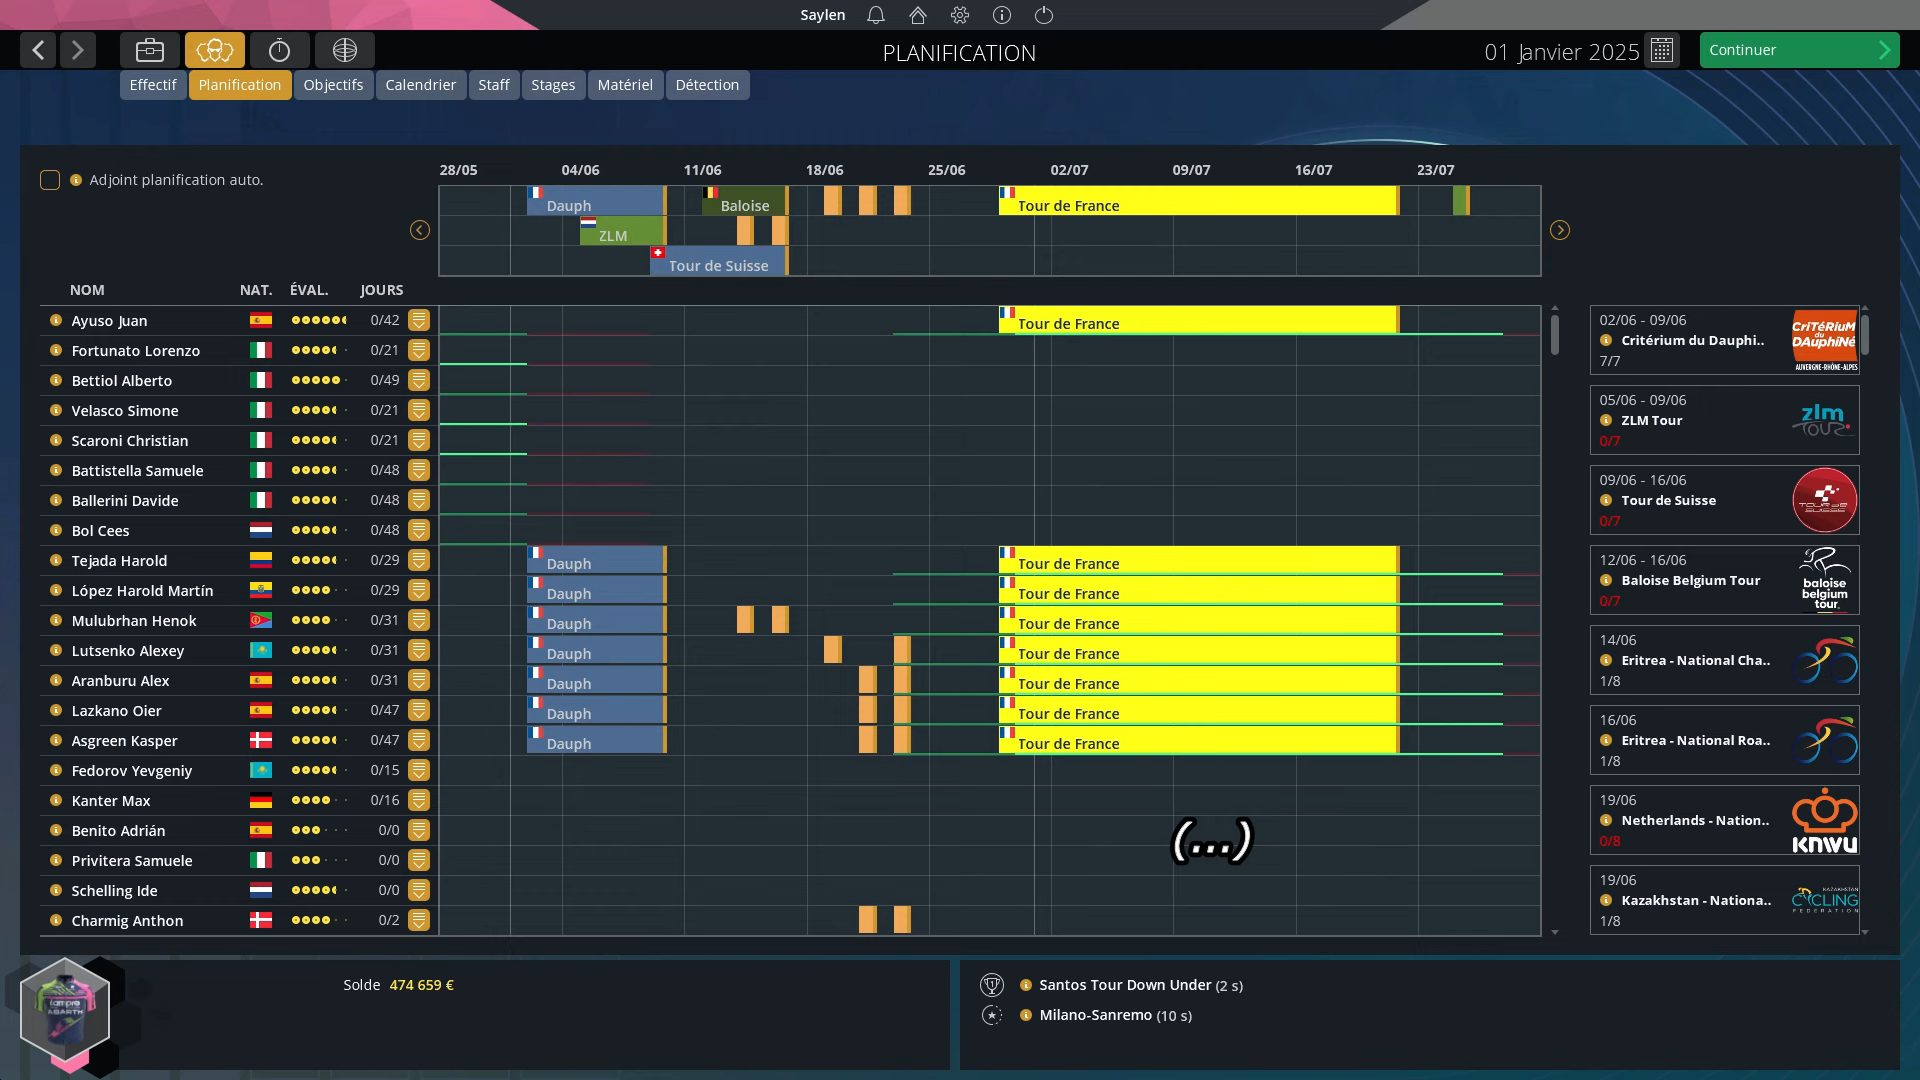 Saylen
PLANIFICATION
01 Janvier 2025
Continuer
Effectif
Planification
Objectifs
Calendrier
Staff
Stages
Matériel
Détection
Adjoint planification auto.
28/05
04/06
11/06
18/06
25/06
02/07
09/07
16/07
23/07
Dauph
Baloise
Tour de France
ZLM
Tour de Suisse
NOM NAT. ÉVAL. JOURS
Ayuso Juan 0/42 Tour de France
Fortunato Lorenzo 0/21
Bettiol Alberto 0/49
Velasco Simone 0/21
Scaroni Christian 0/21
Battistella Samuele 0/48
Ballerini Davide 0/48
Bol Cees 0/48
Tejada Harold 0/29 Dauph Tour de France
López Harold Martín 0/29 Dauph Tour de France
Mulubrhan Henok 0/31 Dauph Tour de France
Lutsenko Alexey 0/31 Dauph Tour de France
Aranburu Alex 0/31 Dauph Tour de France
Lazkano Oier 0/47 Dauph Tour de France
Asgreen Kasper 0/47 Dauph Tour de France
Fedorov Yevgeniy 0/15
Kanter Max 0/16
Benito Adrián 0/0
Privitera Samuele 0/0
Schelling Ide 0/0
Charmig Anthon 0/2
(...)
02/06 - 09/06
Critérium du Dauphi..
7/7
CRITÉRIUM
DU
DAUPHINÉ
AUVERGNE-RHÔNE-ALPES
05/06 - 09/06
ZLM Tour
0/7
zlm
TOUR
09/06 - 16/06
Tour de Suisse
0/7
TOUR DE
SUISSE
12/06 - 16/06
Baloise Belgium Tour
0/7
baloise
belgium
tour
14/06
Eritrea - National Cha..
1/8
16/06
Eritrea - National Roa..
1/8
19/06
Netherlands - Nation..
0/8
KNWU
19/06
Kazakhstan - Nationa..
1/8
KAZAKHSTAN
CYCLING
FEDERATION
Solde 474 659 €
lampre
ABARTH
Santos Tour Down Under (2 s)
Milano-Sanremo (10 s)